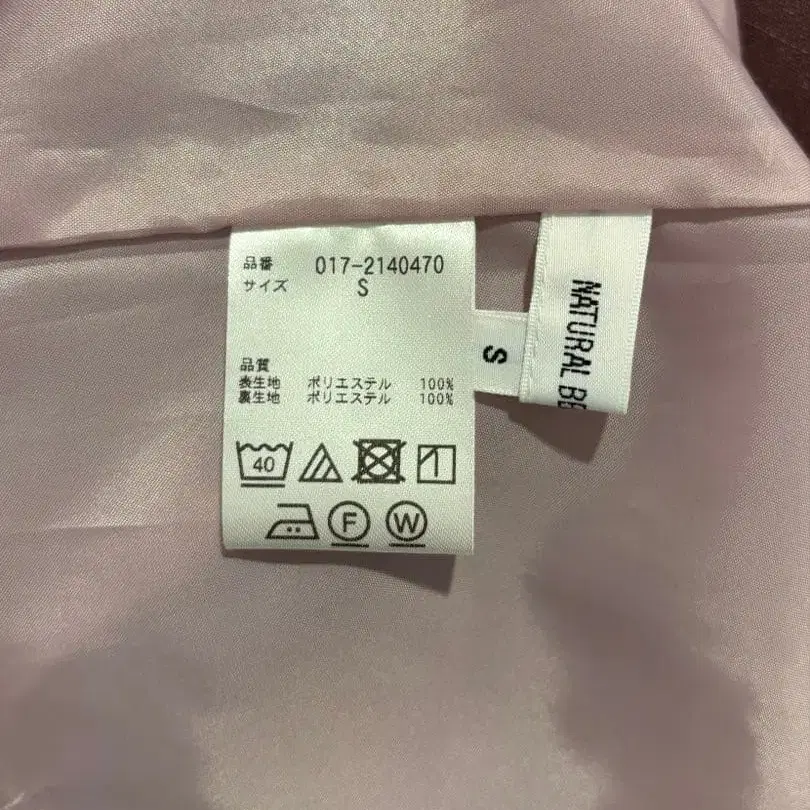 品番 017-2140470
サイズ S
品質
表生地 ポリエステル 100%
裏生地 ポリエステル 100%
40
F W
S
NATURAL